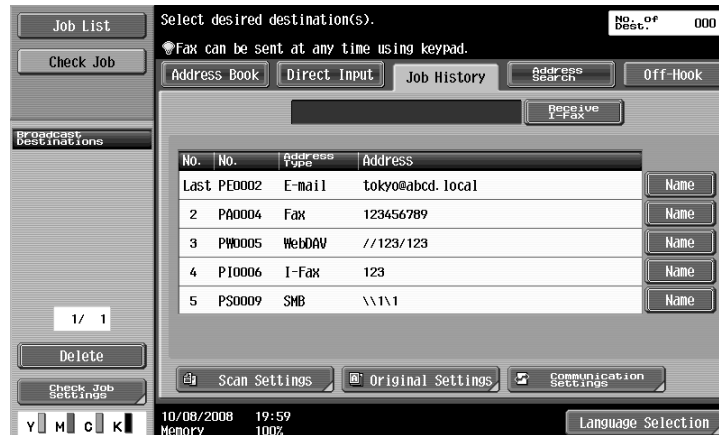 Job List
Check Job
Broadcast
Destinations
1/ 1
Delete
Check Job
Settings
Y M C K
Select desired destination(s).
No. of
Dest. 000
Fax can be sent at any time using keypad.
Address Book Direct Input Job History Address
Search Off-Hook
Receive
I-Fax
No. No. Address
Type Address
Last PE0002 E-mail tokyo@abcd.local Name
2 PA0004 Fax 123456789 Name
3 PW0005 WebDAV //123/123 Name
4 PI0006 I-Fax 123 Name
5 PS0009 SMB \\1\1 Name
Scan Settings Original Settings Communication
Settings
10/08/2008 19:59
Memory 100%
Language Selection